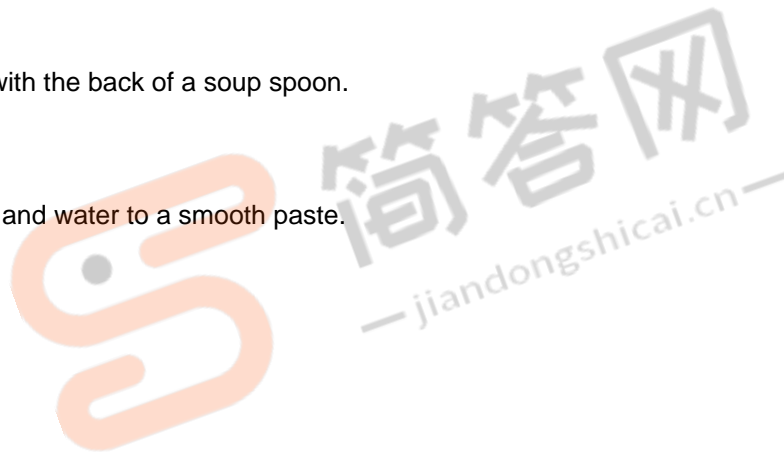 with the back of a soup spoon.
简答网
jiandongshicai.cn
and water to a smooth paste.